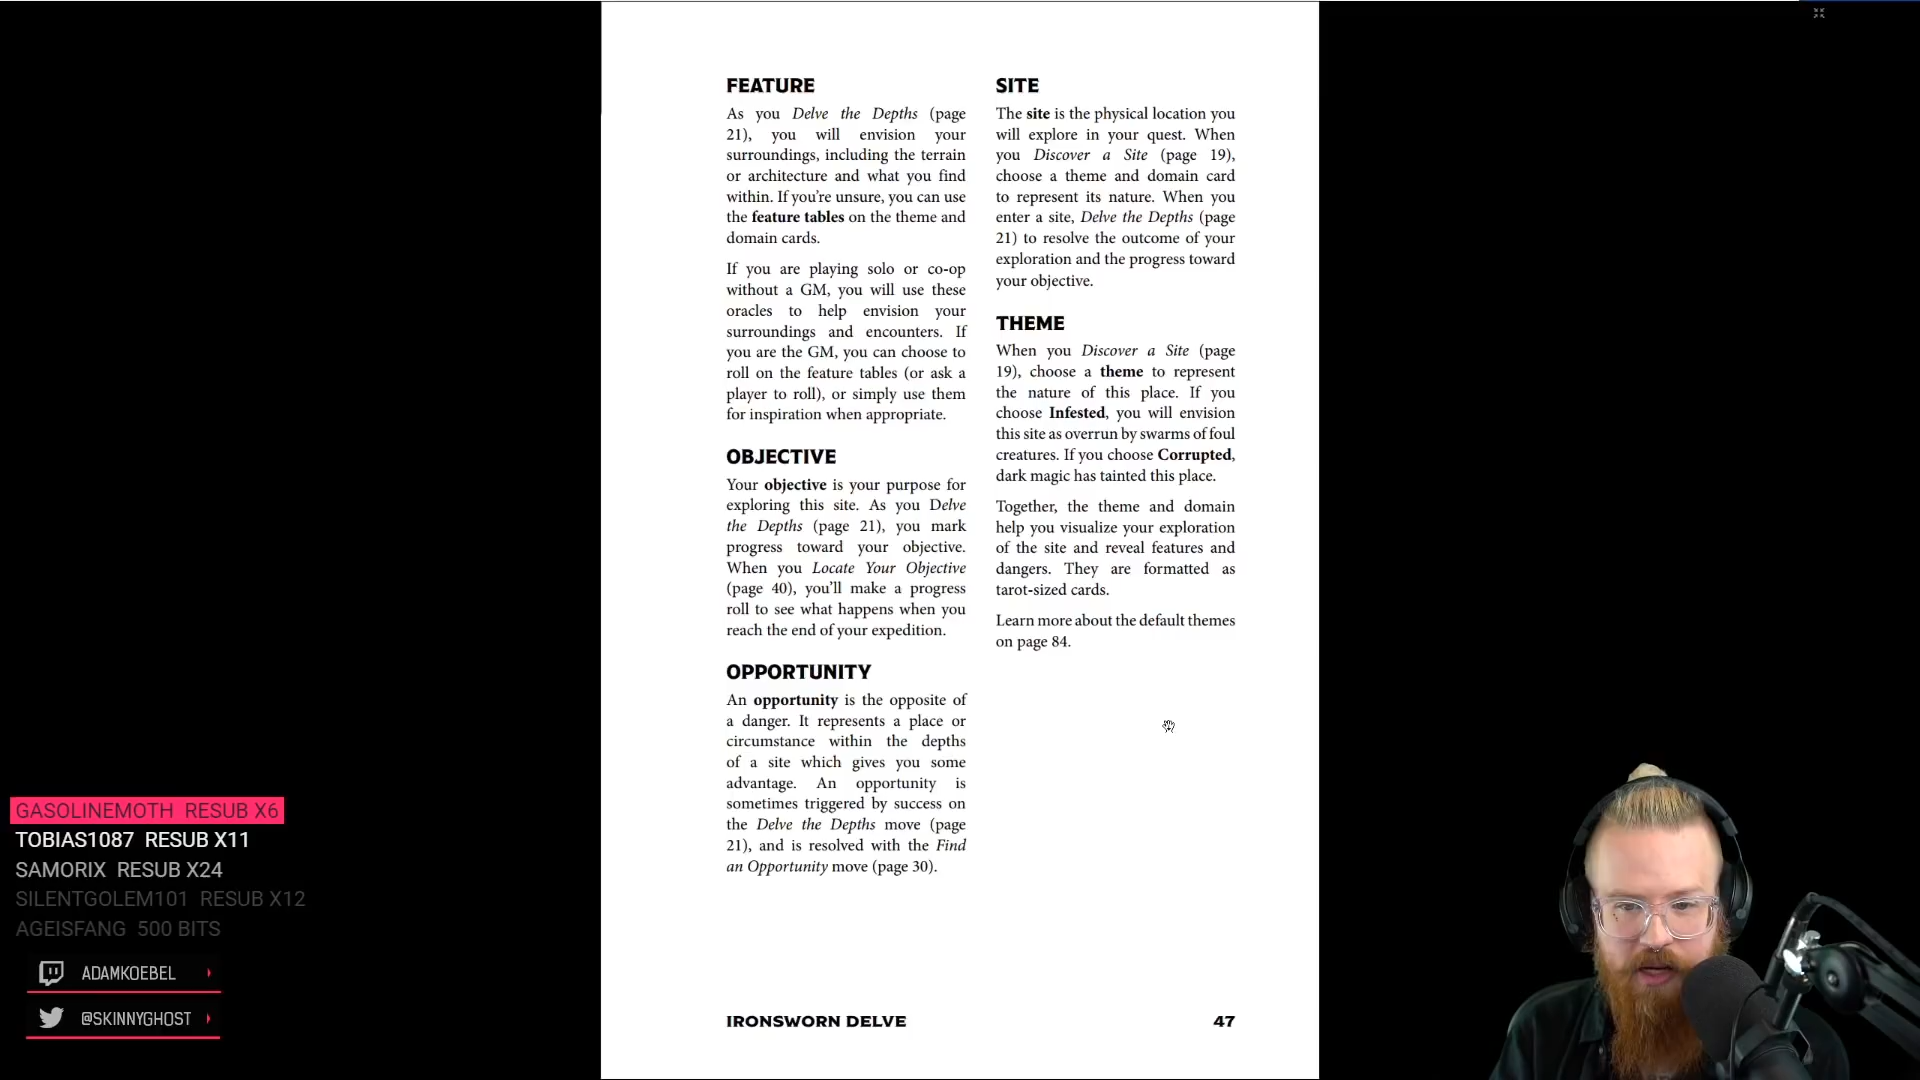 FEATURE
As you Delve the Depths (page
21), you will envision your
surroundings, including the terrain
or architecture and what you find
within. If you're unsure, you can use
the feature tables on the theme and
domain cards.
If you are playing solo or co-op
without a GM, you will use these
oracles to help envision your
surroundings and encounters. If
you are the GM, you can choose to
roll on the feature tables (or ask a
player to roll), or simply use them
for inspiration when appropriate.
OBJECTIVE
Your objective is your purpose for
exploring this site. As you Delve
the Depths (page 21), you mark
progress toward your objective.
When you Locate Your Objective
(page 40), you'll make a progress
roll to see what happens when you
reach the end of your expedition.
OPPORTUNITY
An opportunity is the opposite of
a danger. It represents a place or
circumstance within the depths
of a site which gives you some
advantage. An opportunity is
sometimes triggered by success on
the Delve the Depths move (page
21), and is resolved with the Find
an Opportunity move (page 30).
SITE
The site is the physical location you
will explore in your quest. When
you Discover a Site (page 19),
choose a theme and domain card
to represent its nature. When you
enter a site, Delve the Depths (page
21) to resolve the outcome of your
exploration and the progress toward
your objective.
THEME
When you Discover a Site (page
19), choose a theme to represent
the nature of this place. If you
choose Infested, you will envision
this site as overrun by swarms of foul
creatures. If you choose Corrupted,
dark magic has tainted this place.
Together, the theme and domain
help you visualize your exploration
of the site and reveal features and
dangers. They are formatted as
tarot-sized cards.
Learn more about the default themes
on page 84.
IRONSWORN DELVE
47
GASOLINEMOTH RESUB X6
TOBIAS1087 RESUB X11
SAMORIX RESUB X24
SILENTGOLEM101 RESUB X12
AGEISFANG 500 BITS
ADAMKOEBEL
@SKINNYGHOST